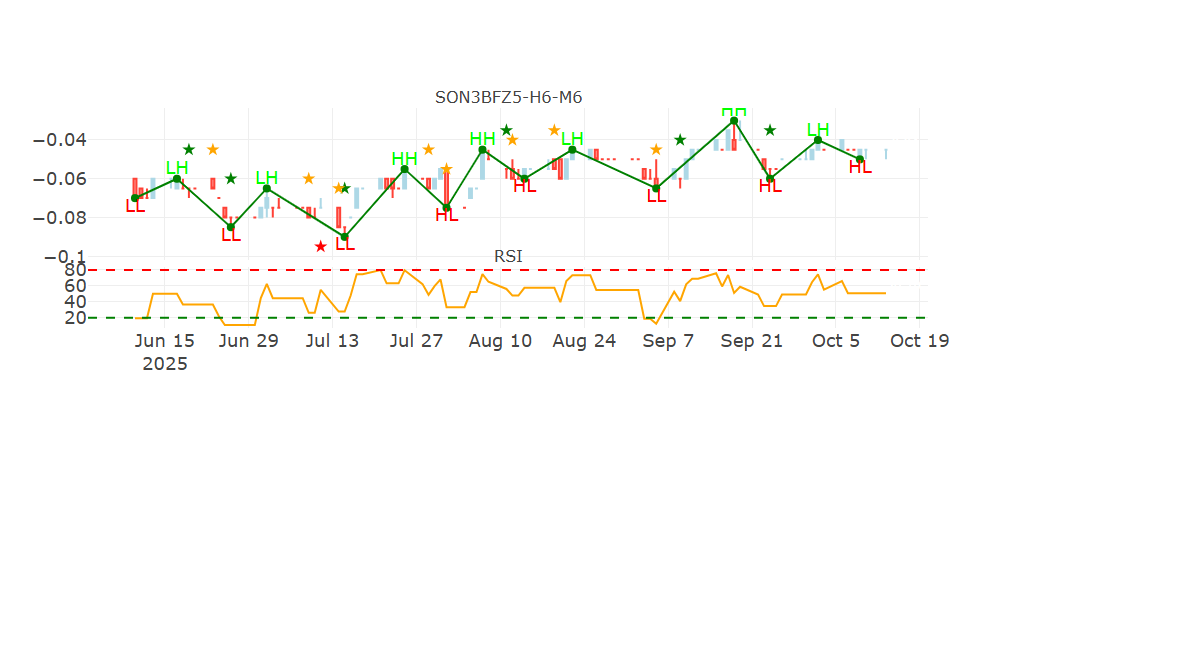 SON3BFZ5-H6-M6
HH
−0.04
HH
LH
LH
LH
HH
−0.06
LH
HL
HL
HL
LL
LL
−0.08
HL
LL
LL
−0.1
RSI
80
60
40
20
Jun 15 Jun 29 Jul 13 Jul 27 Aug 10 Aug 24 Sep 7 Sep 21 Oct 5 Oct 19
2025